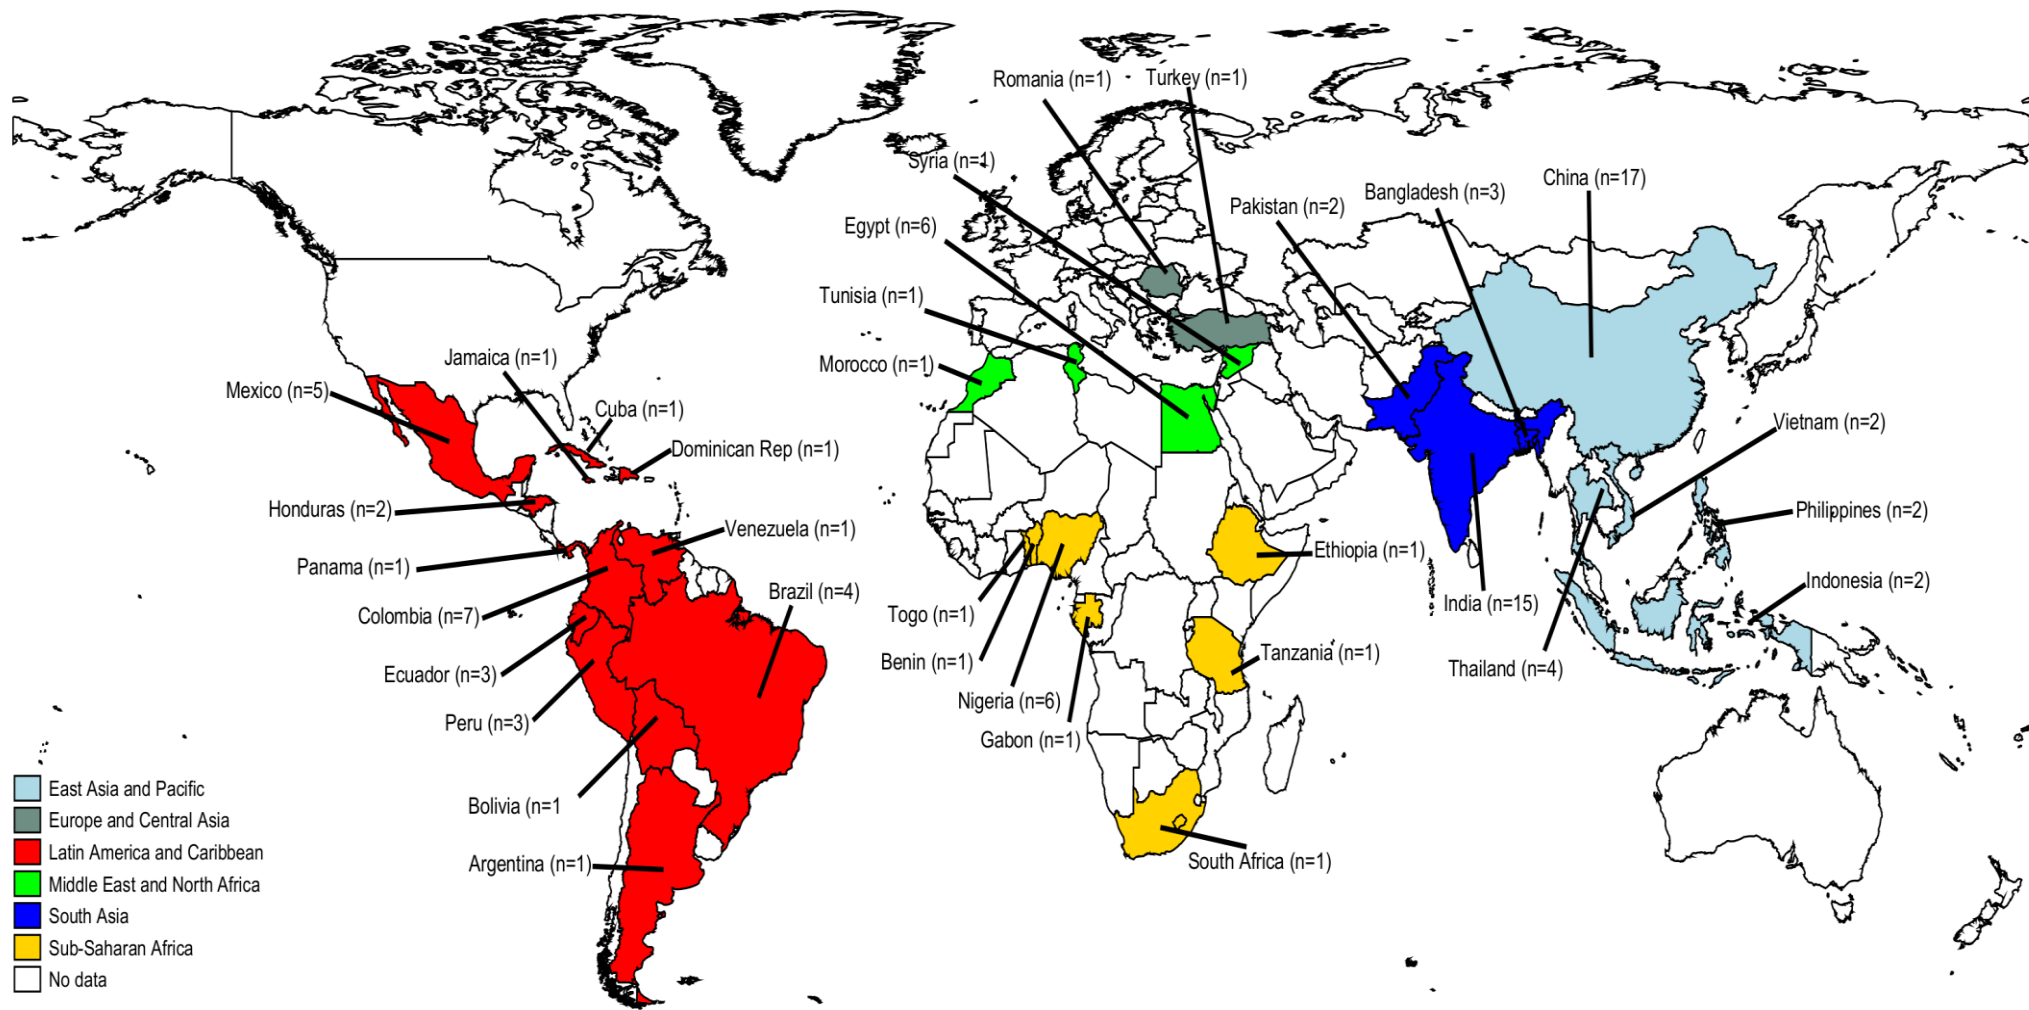 Romania (n=1)
Turkey (n=1)
Syria (n=1)
China (n=17)
Bangladesh (n=3)
Pakistan (n=2)
Egypt (n=6)
Tunisia (n=1)
Jamaica (n=1)
Morocco (n=1)
Mexico (n=5)
Cuba (n=1)
Vietnam (n=2)
Dominican Rep (n=1)
Honduras (n=2)
Philippines (n=2)
Venezuela (n=1)
Ethiopia (n=1)
Panama (n=1)
Indonesia (n=2)
Brazil (n=4)
India (n=15)
Colombia (n=7)
Togo (n=1)
Tanzania (n=1)
Benin (n=1)
Thailand (n=4)
Ecuador (n=3)
Nigeria (n=6)
Peru (n=3)
Gabon (n=1)
East Asia and Pacific
Bolivia (n=1
Europe and Central Asia
Latin America and Caribbean
South Africa (n=1)
Argentina (n=1)
Middle East and North Africa
South Asia
Sub-Saharan Africa
No data